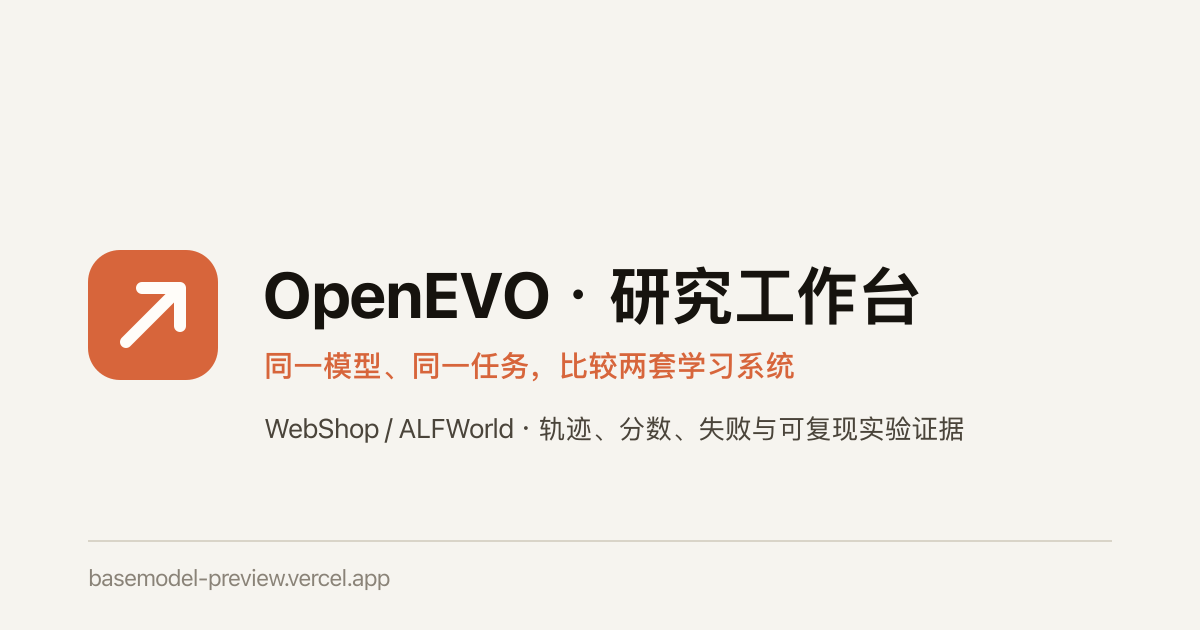 OpenEVO · 研究工作台
同一模型、同一任务，比较两套学习系统
WebShop / ALFWorld · 轨迹、分数、失败与可复现实验证据
basemodel-preview.vercel.app